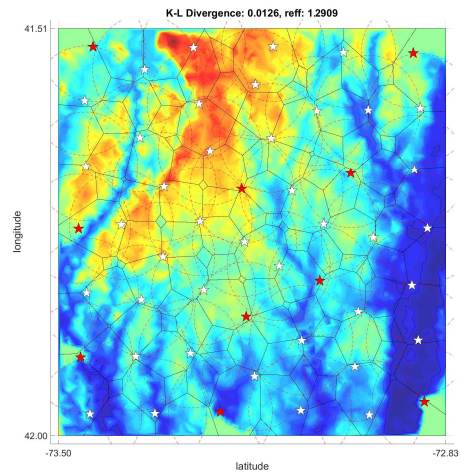 K-L Divergence: 0.0126, reff: 1.2909
41.51
longitude
42.00
-73.50
-72.83
latitude